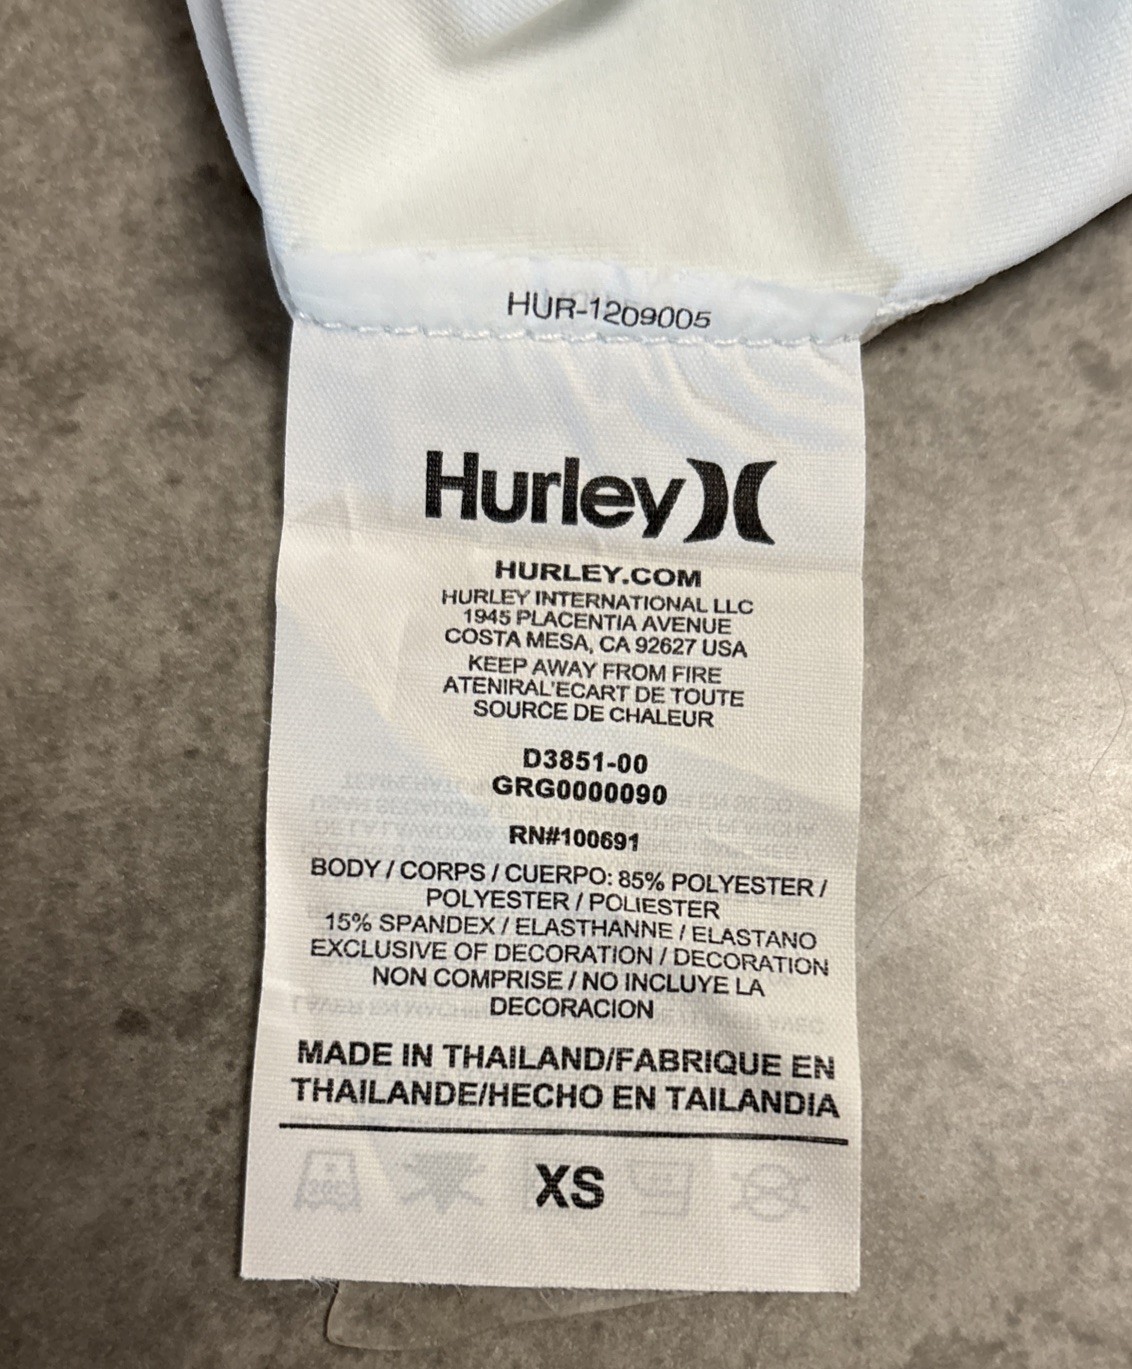 HUR-1209005
Hurley
HURLEY.COM
HURLEY INTERNATIONAL LLC
1945 PLACENTIA AVENUE
COSTA MESA, CA 92627 USA
KEEP AWAY FROM FIRE
ATENIRAL'ECART DE TOUTE
SOURCE DE CHALEUR
D3851-00
GRG0000090
RN#100691
BODY / CORPS / CUERPO: 85% POLYESTER /
POLYESTER / POLIESTER
15% SPANDEX / ELASTHANNE / ELASTANO
EXCLUSIVE OF DECORATION / DECORATION
NON COMPRISE / NO INCLUYE LA
DECORACION
MADE IN THAILAND/FABRIQUE EN
THAILANDE/HECHO EN TAILANDIA
XS